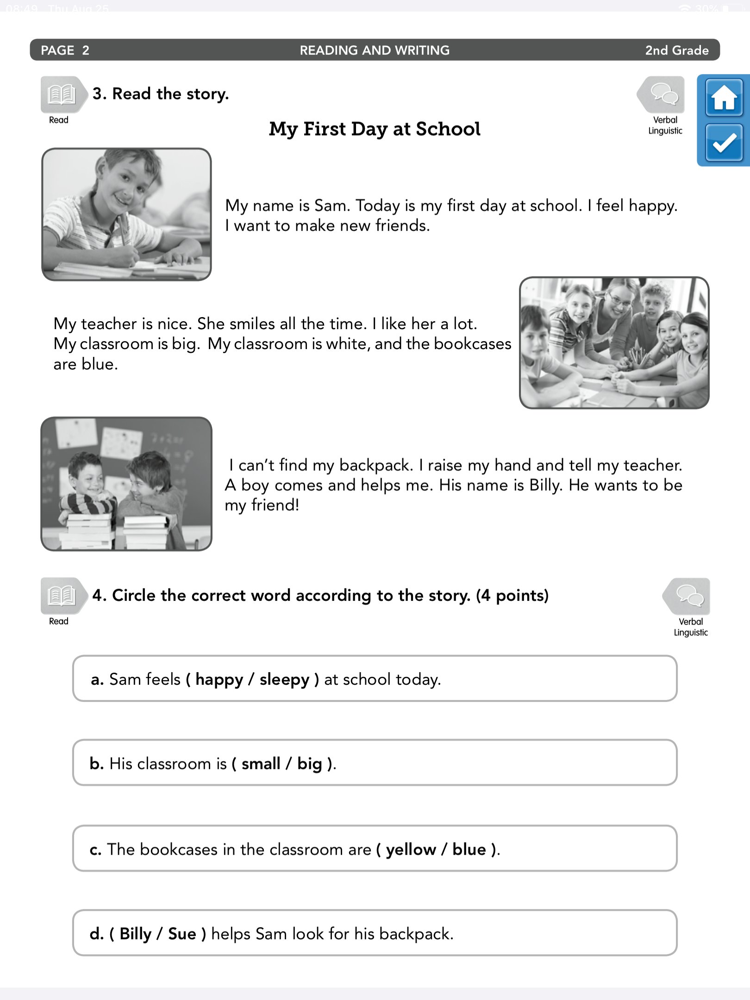 08:49 Thu Aug 25
30%
PAGE 2
READING AND WRITING
2nd Grade
3. Read the story.
Read
Verbal
Linguistic
My First Day at School
My name is Sam. Today is my first day at school. I feel happy.
I want to make new friends.
My teacher is nice. She smiles all the time. I like her a lot.
My classroom is big. My classroom is white, and the bookcases
are blue.
I can't find my backpack. I raise my hand and tell my teacher.
A boy comes and helps me. His name is Billy. He wants to be
my friend!
4. Circle the correct word according to the story. (4 points)
Read
Verbal
Linguistic
a. Sam feels ( happy / sleepy ) at school today.
b. His classroom is ( small / big ).
c. The bookcases in the classroom are ( yellow / blue ).
d. ( Billy / Sue ) helps Sam look for his backpack.